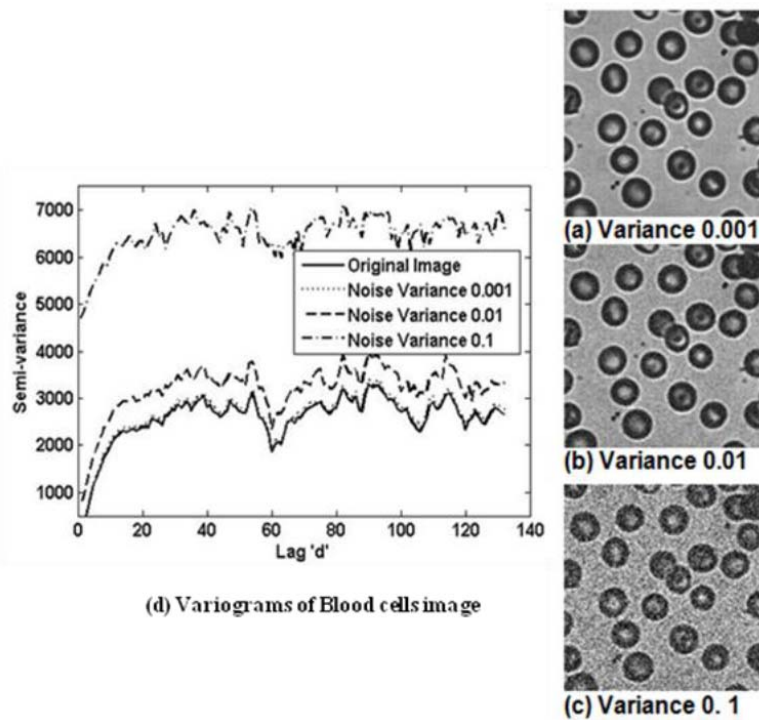 (a) Variance 0.001
(b) Variance 0.01
(c) Variance 0. 1
Semi-variance
7000
6000
5000
4000
3000
2000
1000
Original Image
Noise Variance 0.001
Noise Variance 0.01
Noise Variance 0.1
0 20 40 60 80 100 120 140
Lag 'd'
(d) Variograms of Blood cells image